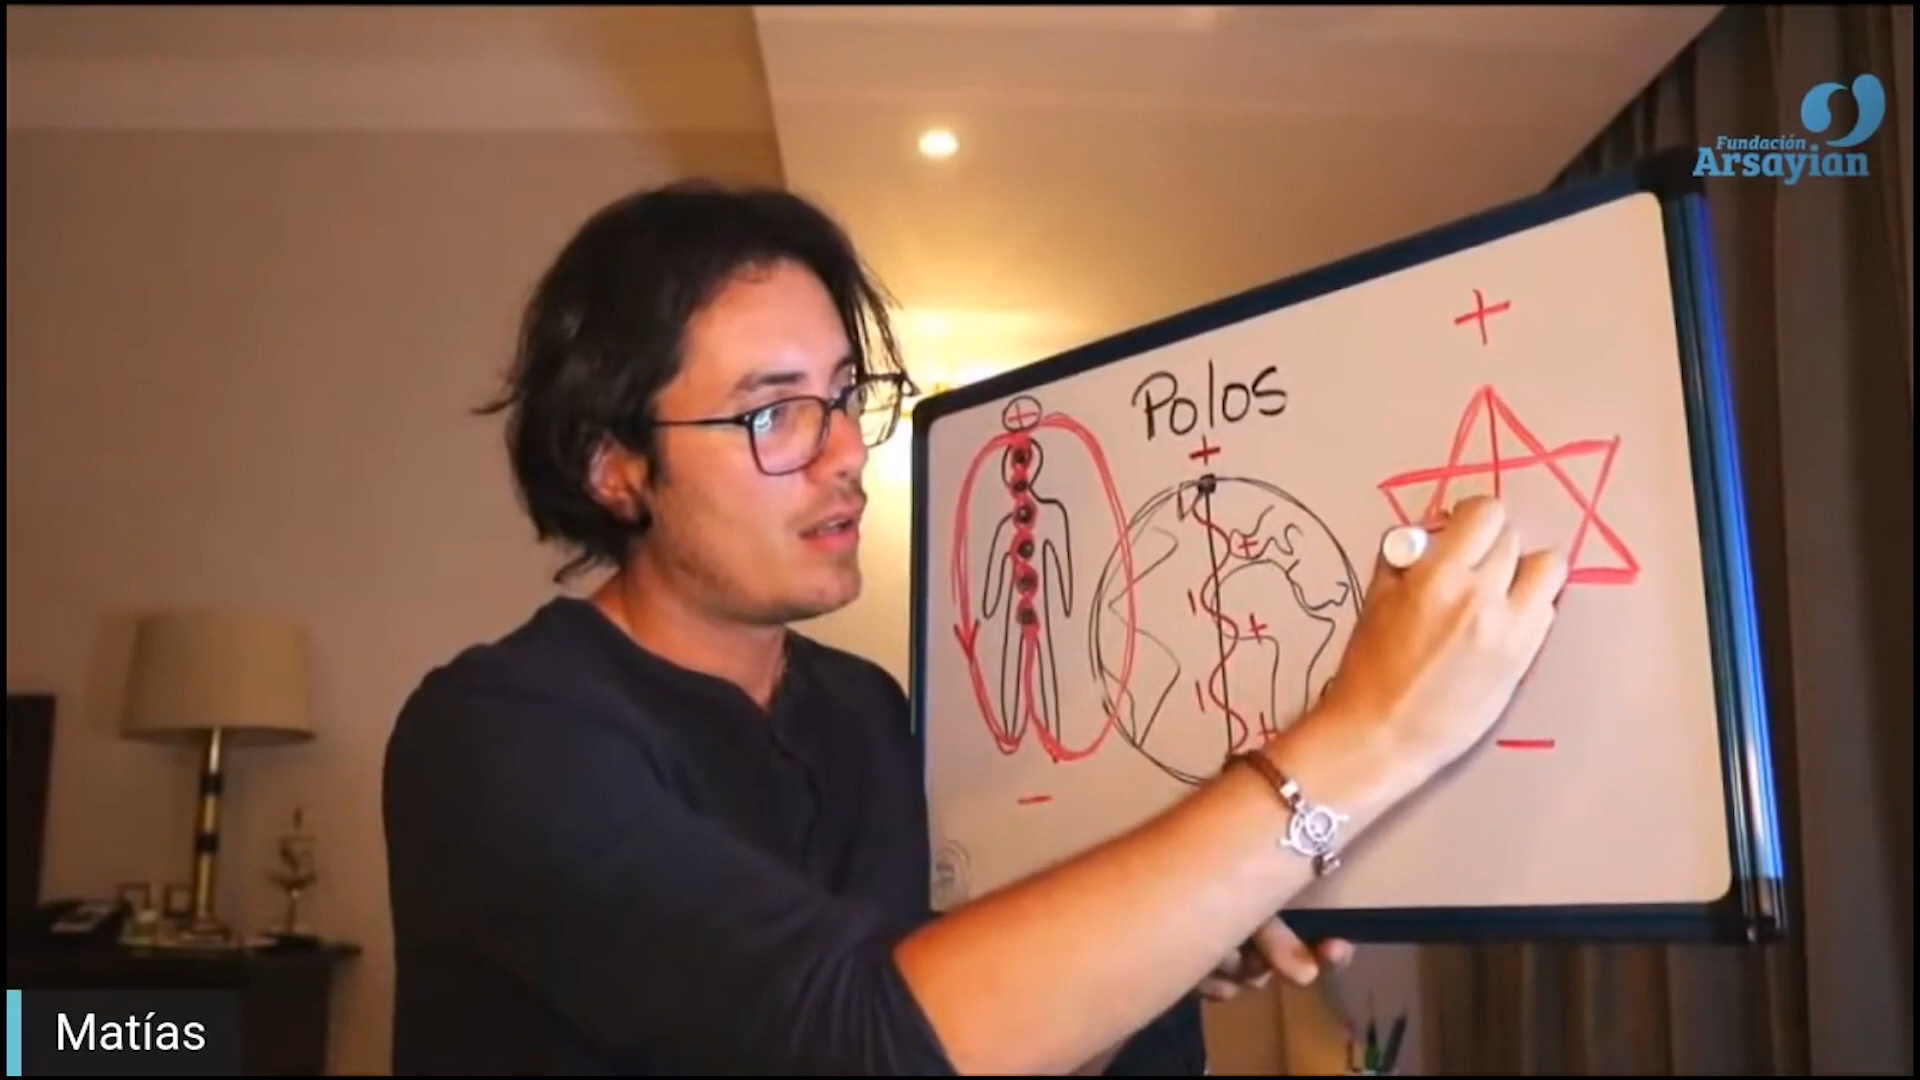 Fundación
Arsayian
Polos
+
+
+
+
+
+
-
-
Matías